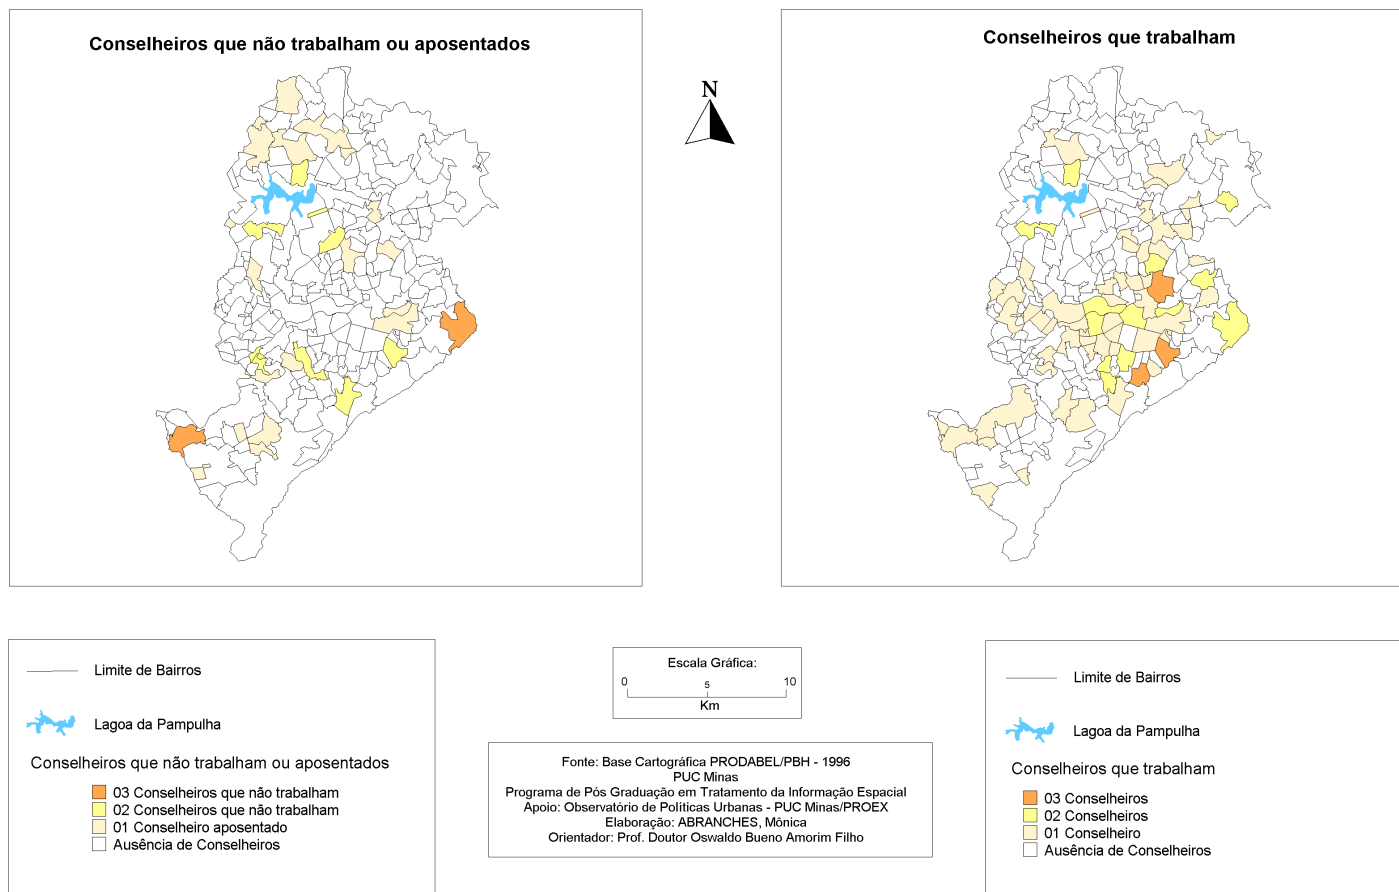 Conselheiros que não trabalham ou aposentados
Conselheiros que trabalham
N
Limite de Bairros
Lagoa da Pampulha
Conselheiros que não trabalham ou aposentados
03 Conselheiros que não trabalham
02 Conselheiros que não trabalham
01 Conselheiro aposentado
Ausência de Conselheiros
Escala Gráfica:
0 5 10
Km
Fonte: Base Cartográfica PRODABEL/PBH - 1996
PUC Minas
Programa de Pós Graduação em Tratamento da Informação Espacial
Apoio: Observatório de Políticas Urbanas - PUC Minas/PROEX
Elaboração: ABRANCHES, Mônica
Orientador: Prof. Doutor Oswaldo Bueno Amorim Filho
Limite de Bairros
Lagoa da Pampulha
Conselheiros que trabalham
03 Conselheiros
02 Conselheiros
01 Conselheiro
Ausência de Conselheiros